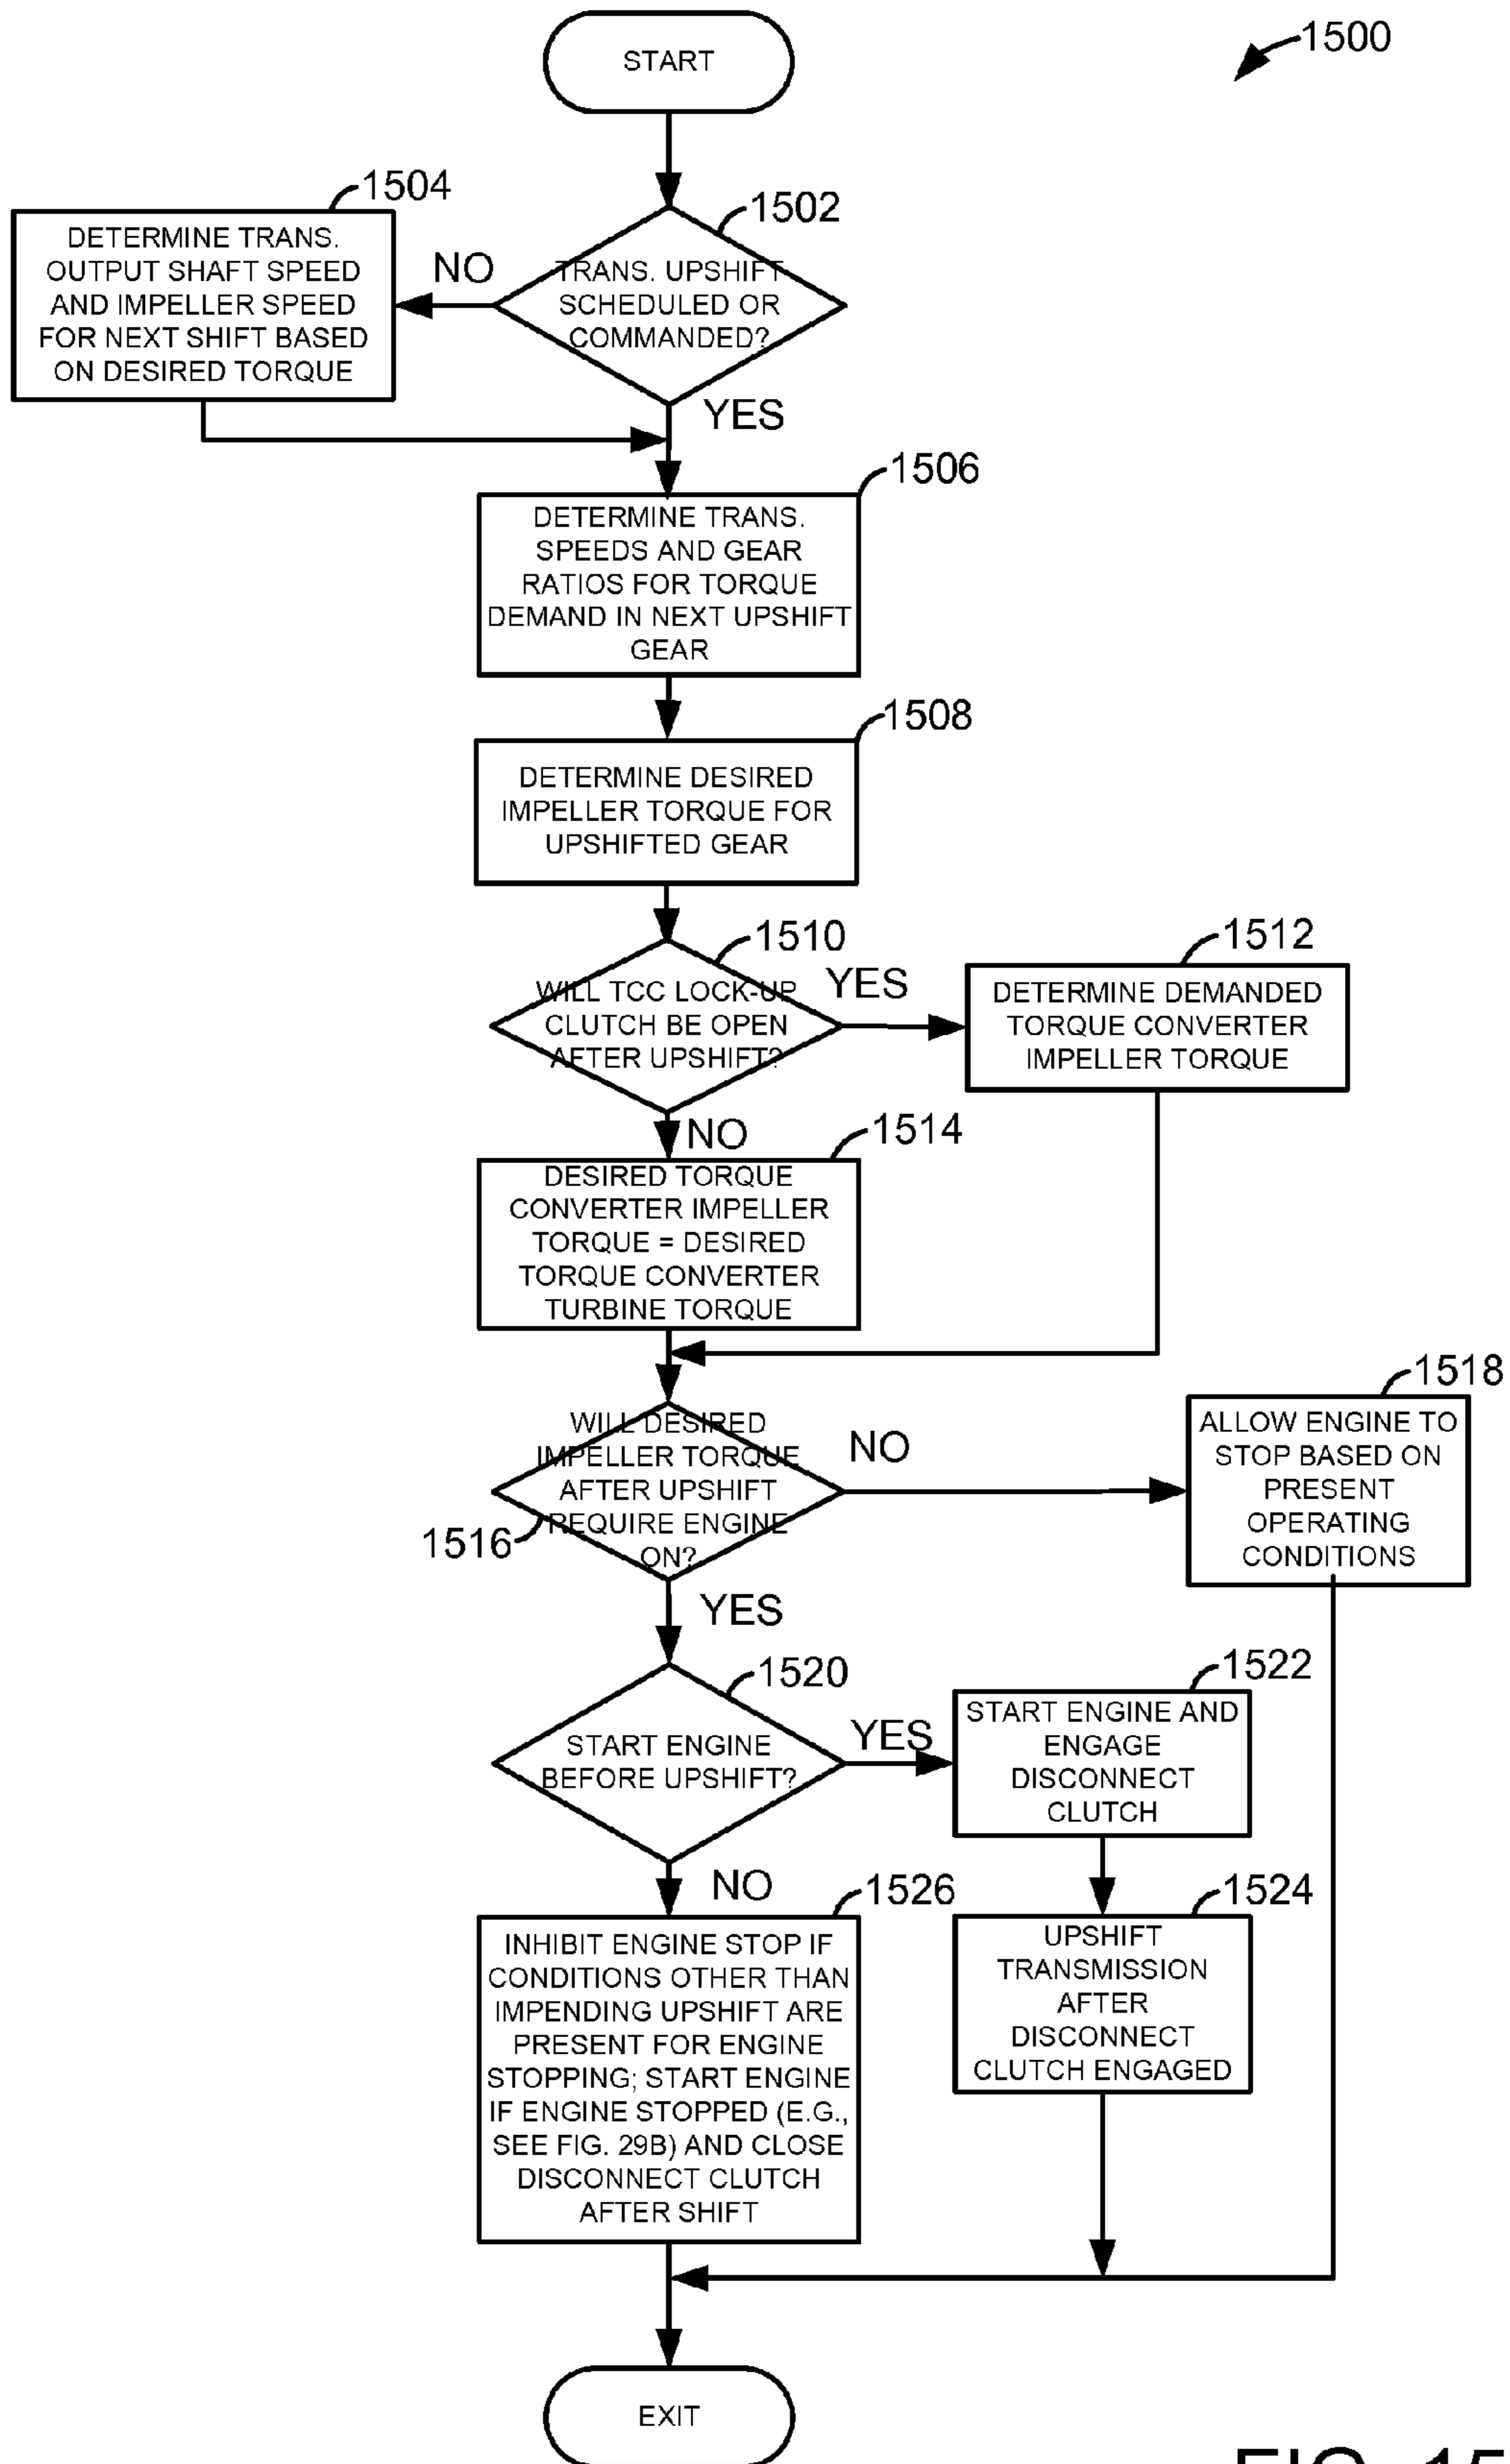 START
1500
1504
1502
DETERMINE TRANS.
OUTPUT SHAFT SPEED
AND IMPELLER SPEED
FOR NEXT SHIFT BASED
ON DESIRED TORQUE
NO
TRANS. UPSHIFT
SCHEDULED OR
COMMANDED?
YES
1506
DETERMINE TRANS.
SPEEDS AND GEAR
RATIOS FOR TORQUE
DEMAND IN NEXT UPSHIFT
GEAR
1508
DETERMINE DESIRED
IMPELLER TORQUE FOR
UPSHIFTED GEAR
1510
WILL TCC LOCK-UP
CLUTCH BE OPEN
AFTER UPSHIFT?
YES
1512
DETERMINE DEMANDED
TORQUE CONVERTER
IMPELLER TORQUE
NO
1514
DESIRED TORQUE
CONVERTER IMPELLER
TORQUE = DESIRED
TORQUE CONVERTER
TURBINE TORQUE
WILL DESIRED
IMPELLER TORQUE
AFTER UPSHIFT
REQUIRE ENGINE
ON?
1516
NO
1518
ALLOW ENGINE TO
STOP BASED ON
PRESENT
OPERATING
CONDITIONS
YES
1520
START ENGINE
BEFORE UPSHIFT?
YES
1522
START ENGINE AND
ENGAGE
DISCONNECT
CLUTCH
NO
1526
INHIBIT ENGINE STOP IF
CONDITIONS OTHER THAN
IMPENDING UPSHIFT ARE
PRESENT FOR ENGINE
STOPPING; START ENGINE
IF ENGINE STOPPED (E.G.,
SEE FIG. 29B) AND CLOSE
DISCONNECT CLUTCH
AFTER SHIFT
1524
UPSHIFT
TRANSMISSION
AFTER
DISCONNECT
CLUTCH ENGAGED
EXIT
FIG. 15